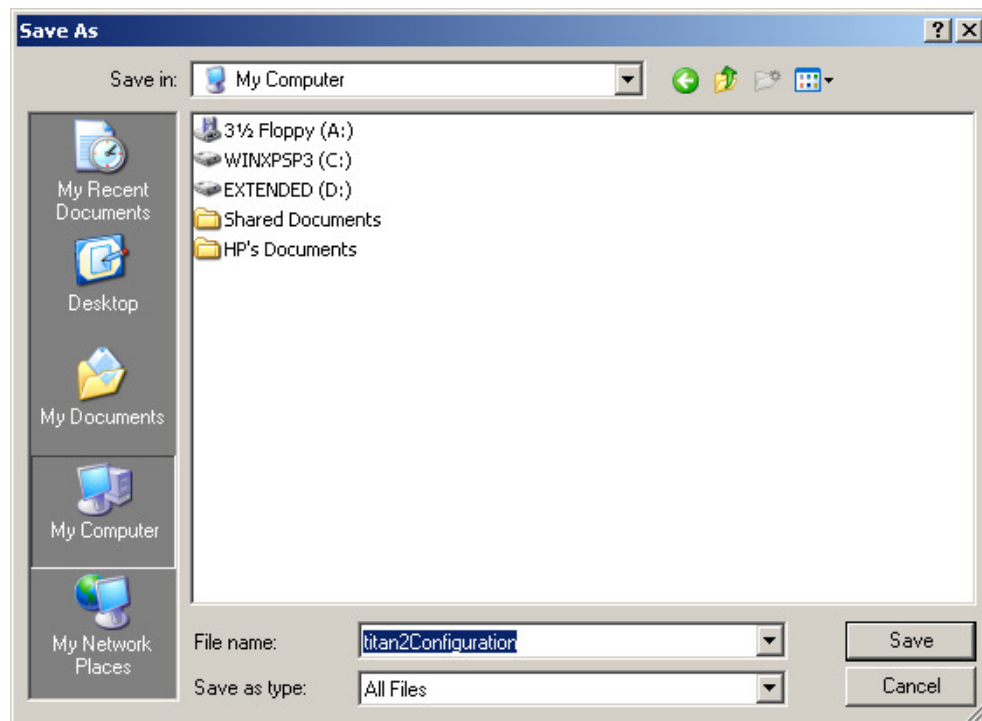 Save As
Save in: My Computer
My Recent
Documents
Desktop
My Documents
My Computer
My Network
Places
3½ Floppy (A:)
WINXPSP3 (C:)
EXTENDED (D:)
Shared Documents
HP's Documents
File name: titan2Configuration Save
Save as type: All Files Cancel